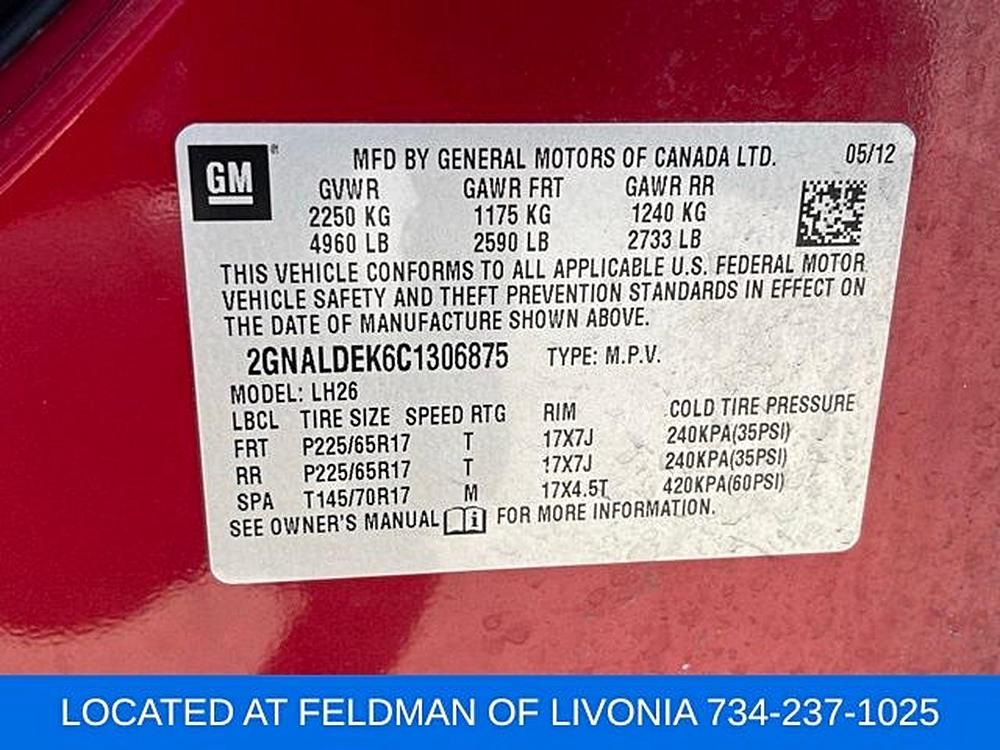 GM
MFD BY GENERAL MOTORS OF CANADA LTD. 05/12
GVWR GAWR FRT GAWR RR
2250 KG 1175 KG 1240 KG
4960 LB 2590 LB 2733 LB
THIS VEHICLE CONFORMS TO ALL APPLICABLE U.S. FEDERAL MOTOR
VEHICLE SAFETY AND THEFT PREVENTION STANDARDS IN EFFECT ON
THE DATE OF MANUFACTURE SHOWN ABOVE.
2GNALDEK6C1306875 TYPE: M.P.V.
MODEL: LH26
LBCL TIRE SIZE SPEED RTG RIM COLD TIRE PRESSURE
FRT P225/65R17 T 17X7J 240KPA(35PSI)
RR P225/65R17 T 17X7J 240KPA(35PSI)
SPA T145/70R17 M 17X4.5T 420KPA(60PSI)
SEE OWNER'S MANUAL FOR MORE INFORMATION.
LOCATED AT FELDMAN OF LIVONIA 734-237-1025